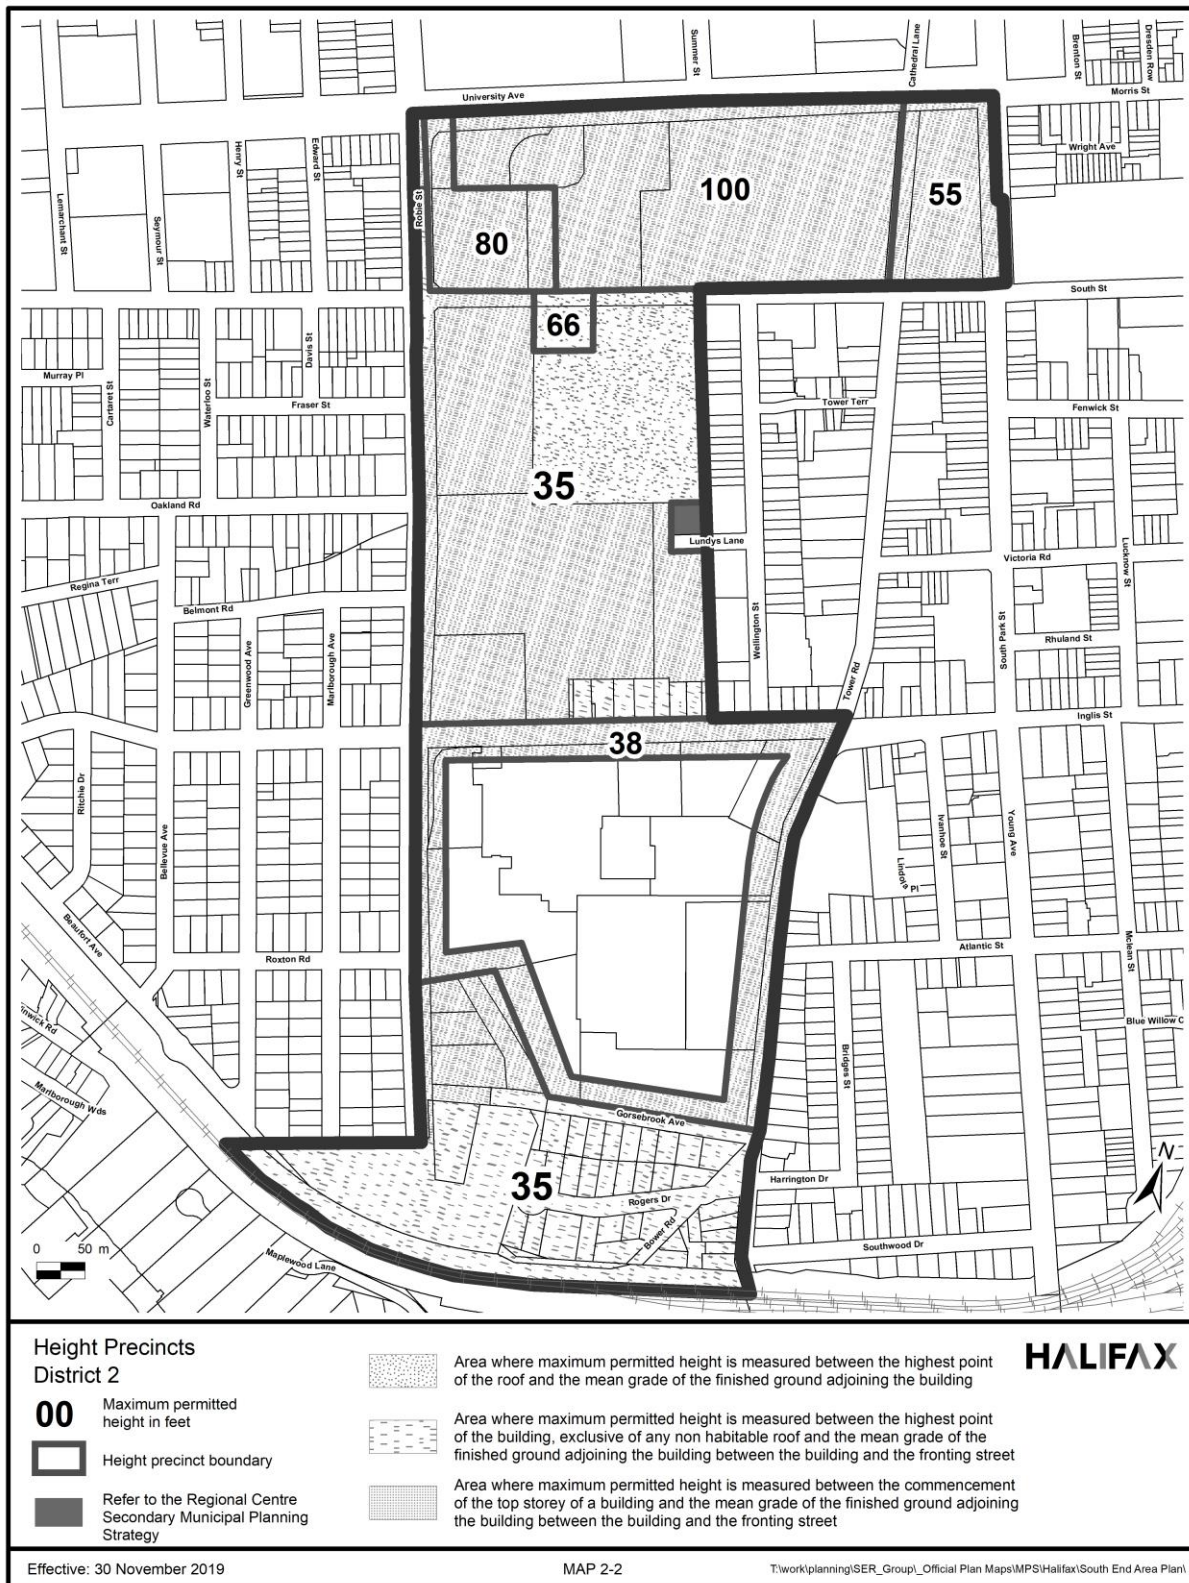 Summer St
Cathedral Lane
Brenton St
Dresden Row
University Ave
Morris St
Henry St
Edward St
Wright Ave
Lemarchant St
Seymour St
Robie St
100
55
80
South St
66
Davis St
Murray Pl
Cartaret St
Waterloo St
Fraser St
Tower Terr
Fenwick St
35
Oakland Rd
Lundys Lane
Victoria Rd
Lucknow St
Regina Terr
Belmont Rd
Wellington St
South Park St
Rhuland St
Greenwood Ave
Marlborough Ave
Tower Rd
Inglis St
38
Ritchie Dr
Bellevue Ave
Ivanhoe St
Young Ave
Lindola Pl
Beaufort Ave
Roxton Rd
Atlantic St
Mclean St
inwick Rd
Blue Willow C
Marlborough Wds
Bridges St
Gorsebrook Ave
N
35
Harrington Dr
Rogers Dr
Bower Rd
Southwood Dr
0 50 m
Maplewood Lane
Height Precincts
District 2
00 Maximum permitted
height in feet
Height precinct boundary
Refer to the Regional Centre
Secondary Municipal Planning
Strategy
Area where maximum permitted height is measured between the highest point
of the roof and the mean grade of the finished ground adjoining the building
Area where maximum permitted height is measured between the highest point
of the building, exclusive of any non habitable roof and the mean grade of the
finished ground adjoining the building between the building and the fronting street
Area where maximum permitted height is measured between the commencement
of the top storey of a building and the mean grade of the finished ground adjoining
the building between the building and the fronting street
HALIFAX
Effective: 30 November 2019
MAP 2-2
T:\work\planning\SER_Group\_Official Plan Maps\MPS\Halifax\South End Area Plan\